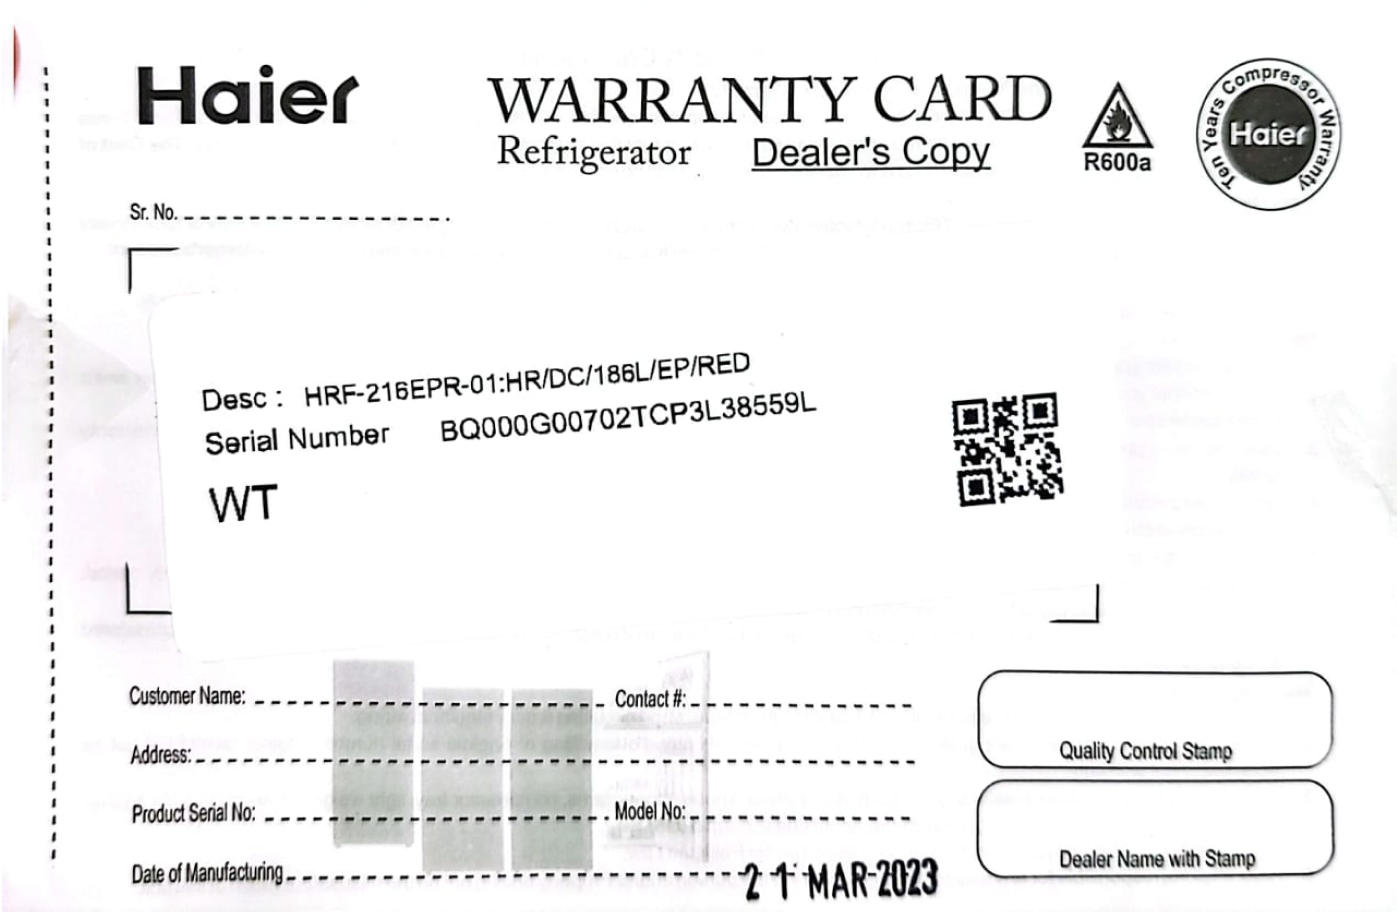 Haier
WARRANTY CARD
Refrigerator Dealer's Copy
R600a
Ten Years Compressor Warranty
Haier
Sr. No.
Desc : HRF-216EPR-01:HR/DC/186L/EP/RED
Serial Number BQ000G00702TCP3L38559L
WT
Customer Name: Contact #:
Address:
Product Serial No: Model No:
Date of Manufacturing 21 MAR 2023
Quality Control Stamp
Dealer Name with Stamp